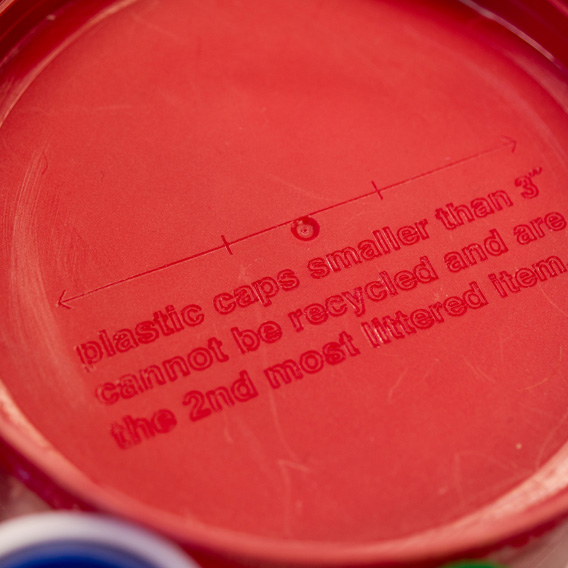 plastic caps smaller than 3"
cannot be recycled and are
the 2nd most littered item